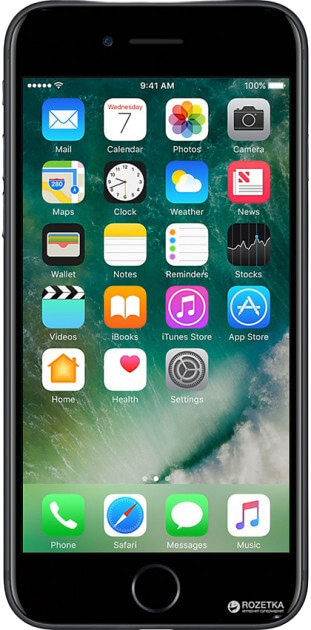 9:41 AM 100%
Wednesday
7
Mail Calendar Photos Camera
280
Maps Clock Weather News
Wallet Notes Reminders Stocks
Videos iBooks iTunes Store App Store
Home Health Settings
Phone Safari Messages Music
ROZETKA